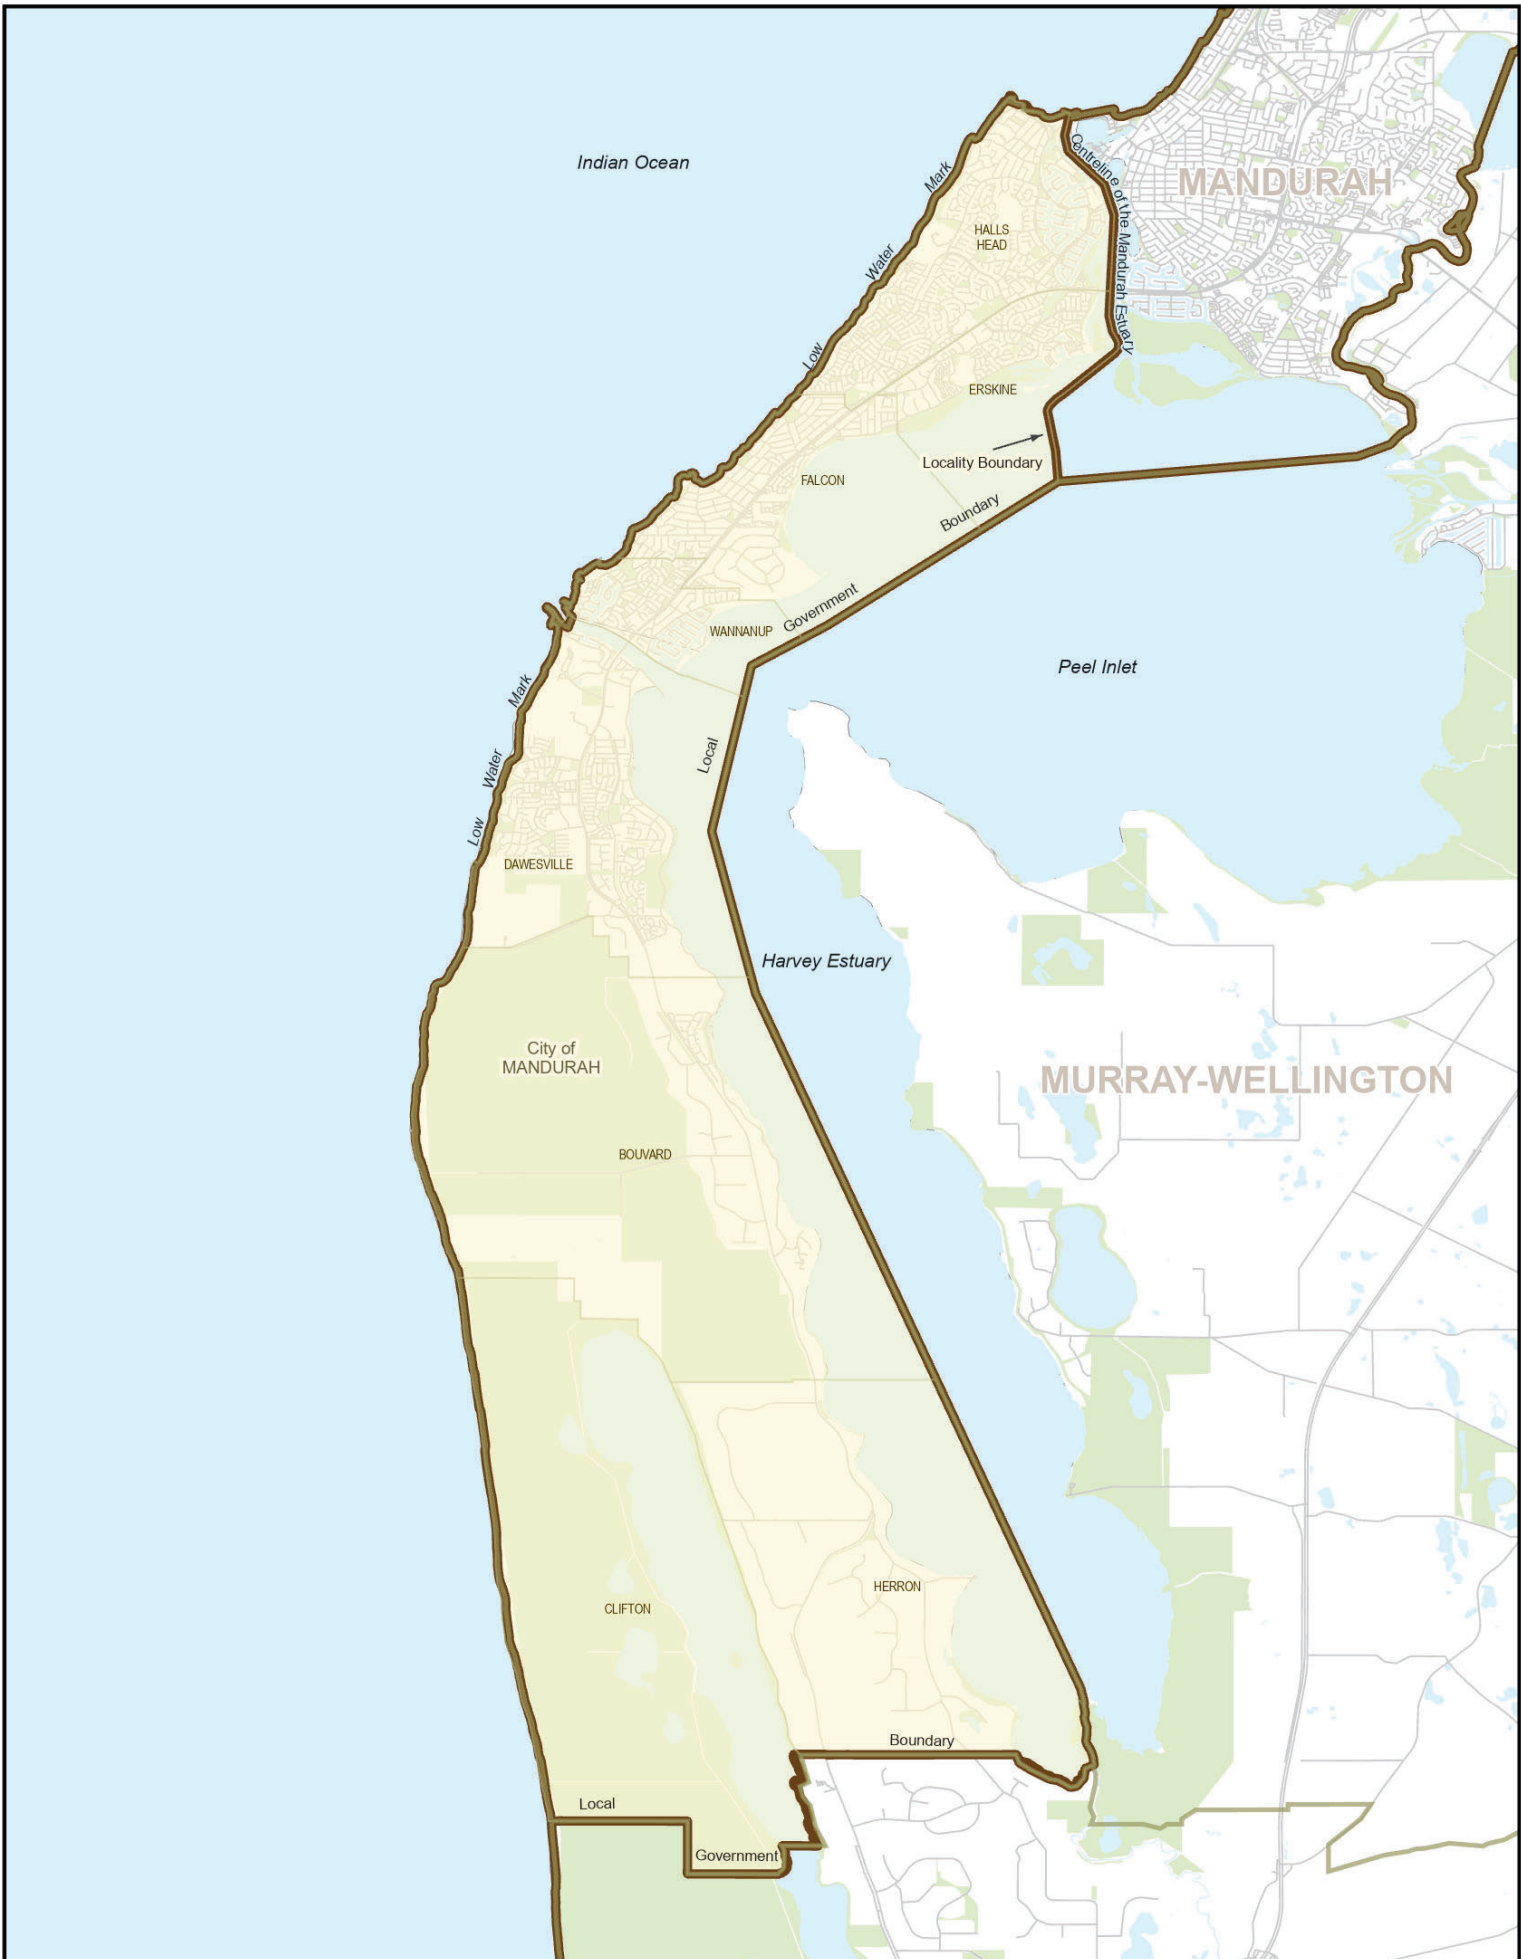 Indian Ocean
MANDURAH
Centreline of the Mandurah Estuary
Mark
Water
Low
HALLS
HEAD
ERSKINE
Locality Boundary
FALCON
Boundary
Government
WANNANUP
Local
Peel Inlet
Mark
Water
Low
DAWESVILLE
Harvey Estuary
City of
MANDURAH
MURRAY-WELLINGTON
BOUVARD
HERRON
CLIFTON
Boundary
Local
Government